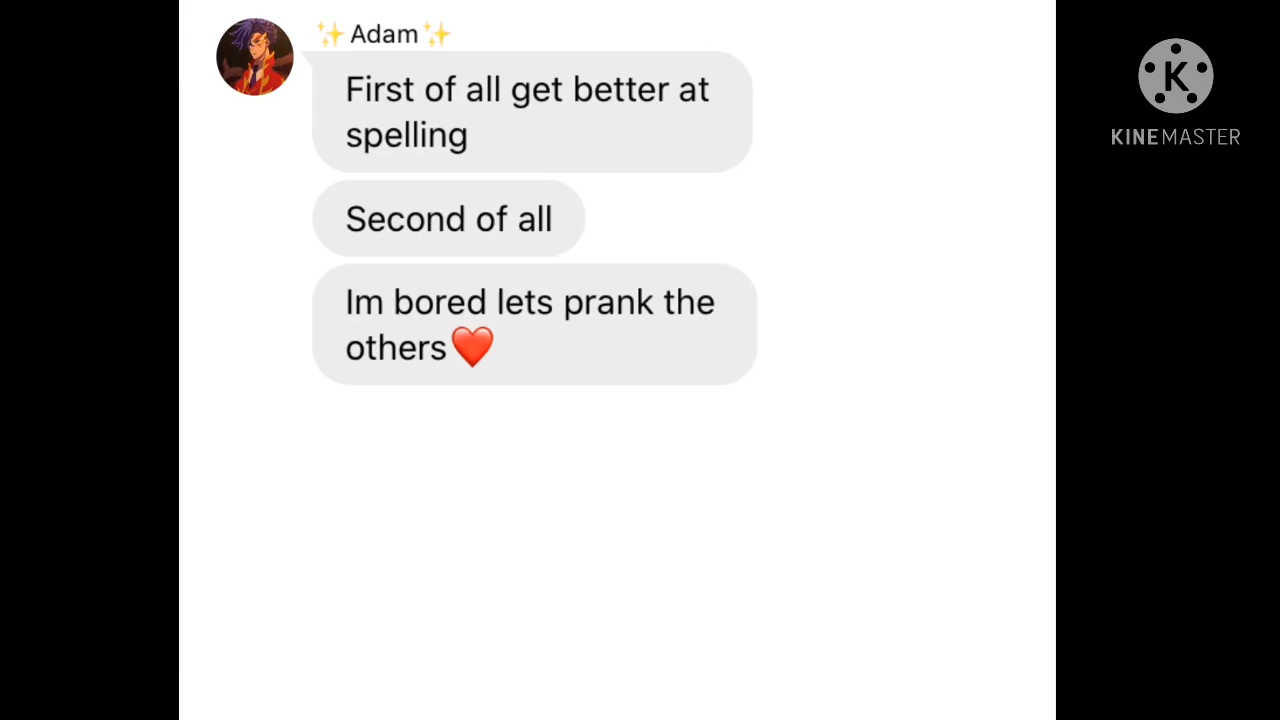 ✨Adam✨
First of all get better at
spelling
Second of all
Im bored lets prank the
others❤️
K
KINEMASTER